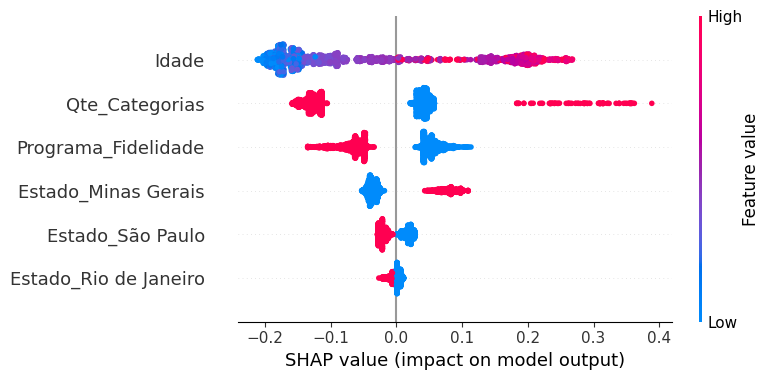 High
Idade
Qte_Categorias
Programa_Fidelidade
Estado_Minas Gerais
Estado_São Paulo
Estado_Rio de Janeiro
Feature value
Low
−0.2 −0.1 0.0 0.1 0.2 0.3 0.4
SHAP value (impact on model output)